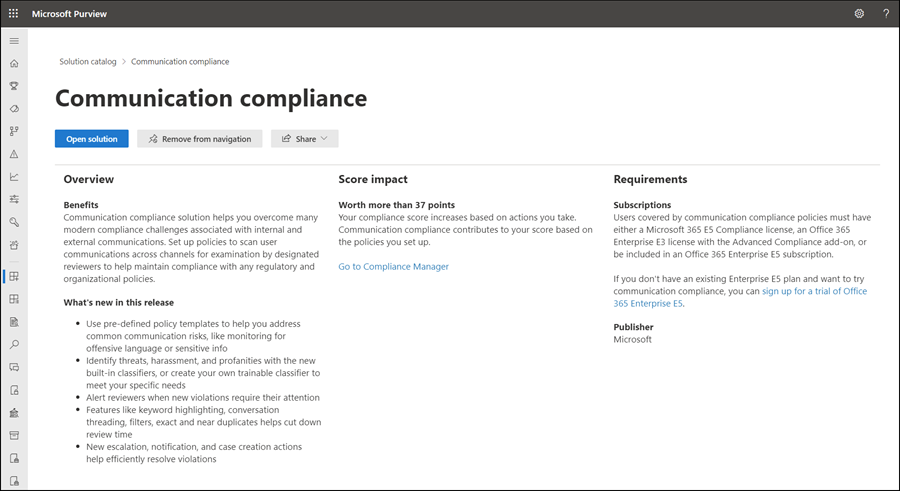 Microsoft Purview
?
Solution catalog > Communication compliance
Communication compliance
Open solution
Remove from navigation
Share
Overview
Benefits
Communication compliance solution helps you overcome many
modern compliance challenges associated with internal and
external communications. Set up policies to scan user
communications across channels for examination by designated
reviewers to help maintain compliance with any regulatory and
organizational policies.
What's new in this release
• Use pre-defined policy templates to help you address
common communication risks, like monitoring for
offensive language or sensitive info
• Identify threats, harassment, and profanities with the new
built-in classifiers, or create your own trainable classifier to
meet your specific needs
• Alert reviewers when new violations require their attention
• Features like keyword highlighting, conversation
threading, filters, exact and near duplicates helps cut down
review time
• New escalation, notification, and case creation actions
help efficiently resolve violations
Score impact
Worth more than 37 points
Your compliance score increases based on actions you take.
Communication compliance contributes to your score based on
the policies you set up.
Go to Compliance Manager
Requirements
Subscriptions
Users covered by communication compliance policies must have
either a Microsoft 365 E5 Compliance license, an Office 365
Enterprise E3 license with the Advanced Compliance add-on, or
be included in an Office 365 Enterprise E5 subscription.
If you don't have an existing Enterprise E5 plan and want to try
communication compliance, you can sign up for a trial of Office
365 Enterprise E5.
Publisher
Microsoft